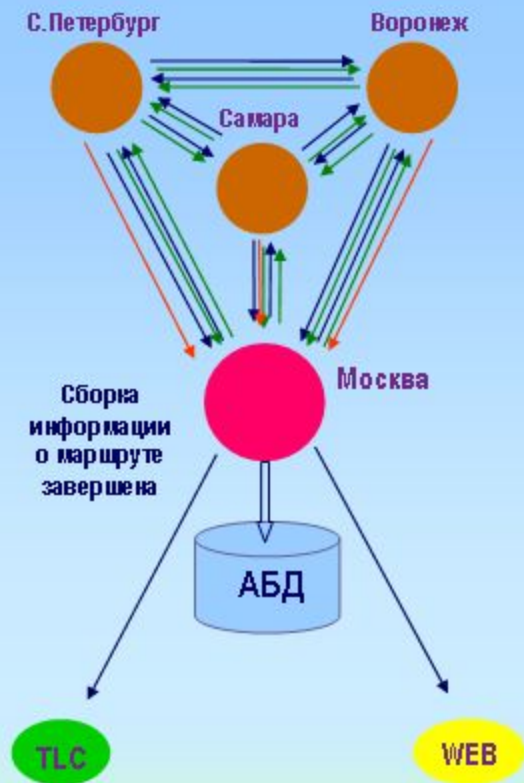 С.Петербург
Воронеж
Самара
Москва
Сборка
информации
о маршруте
завершена
АБД
TLC
WEB